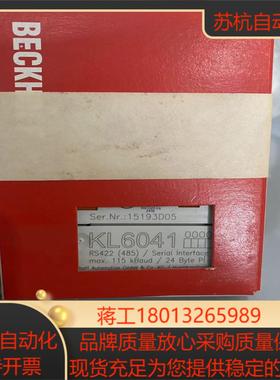 苏杭自动
BECKH
Ser.Nr.:15193D05
KL6041
RS422 (485) / Serial Interfac
max. 115 kBaud / 24 Byte P
蒋工18013265989
自动化
品牌质量放心采购质量保
开票
现货充足为您提供稳定的